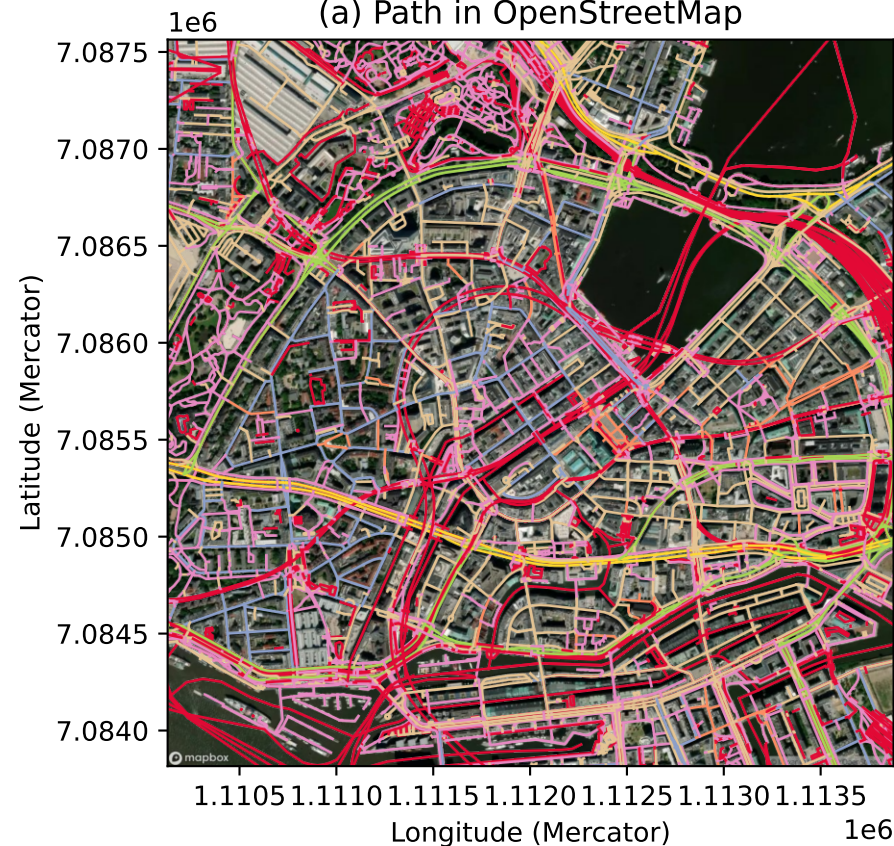 (a) Path in OpenStreetMap
1e6
7.0875
7.0870
7.0865
7.0860
7.0855
7.0850
7.0845
7.0840
Latitude (Mercator)
mapbox
1.1105 1.1110 1.1115 1.1120 1.1125 1.1130 1.1135
1e6
Longitude (Mercator)